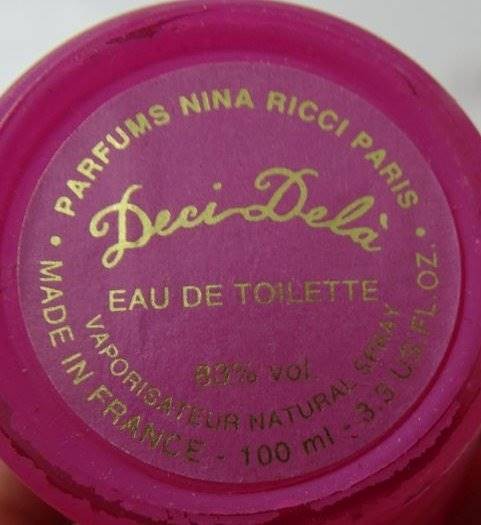 • PARFUMS NINA RICCI PARIS •
Deci Delà
EAU DE TOILETTE
83% vol
VAPORISATEUR NATURAL SPRAY
MADE IN FRANCE - 100 ml - 3.3 US.FL.OZ.